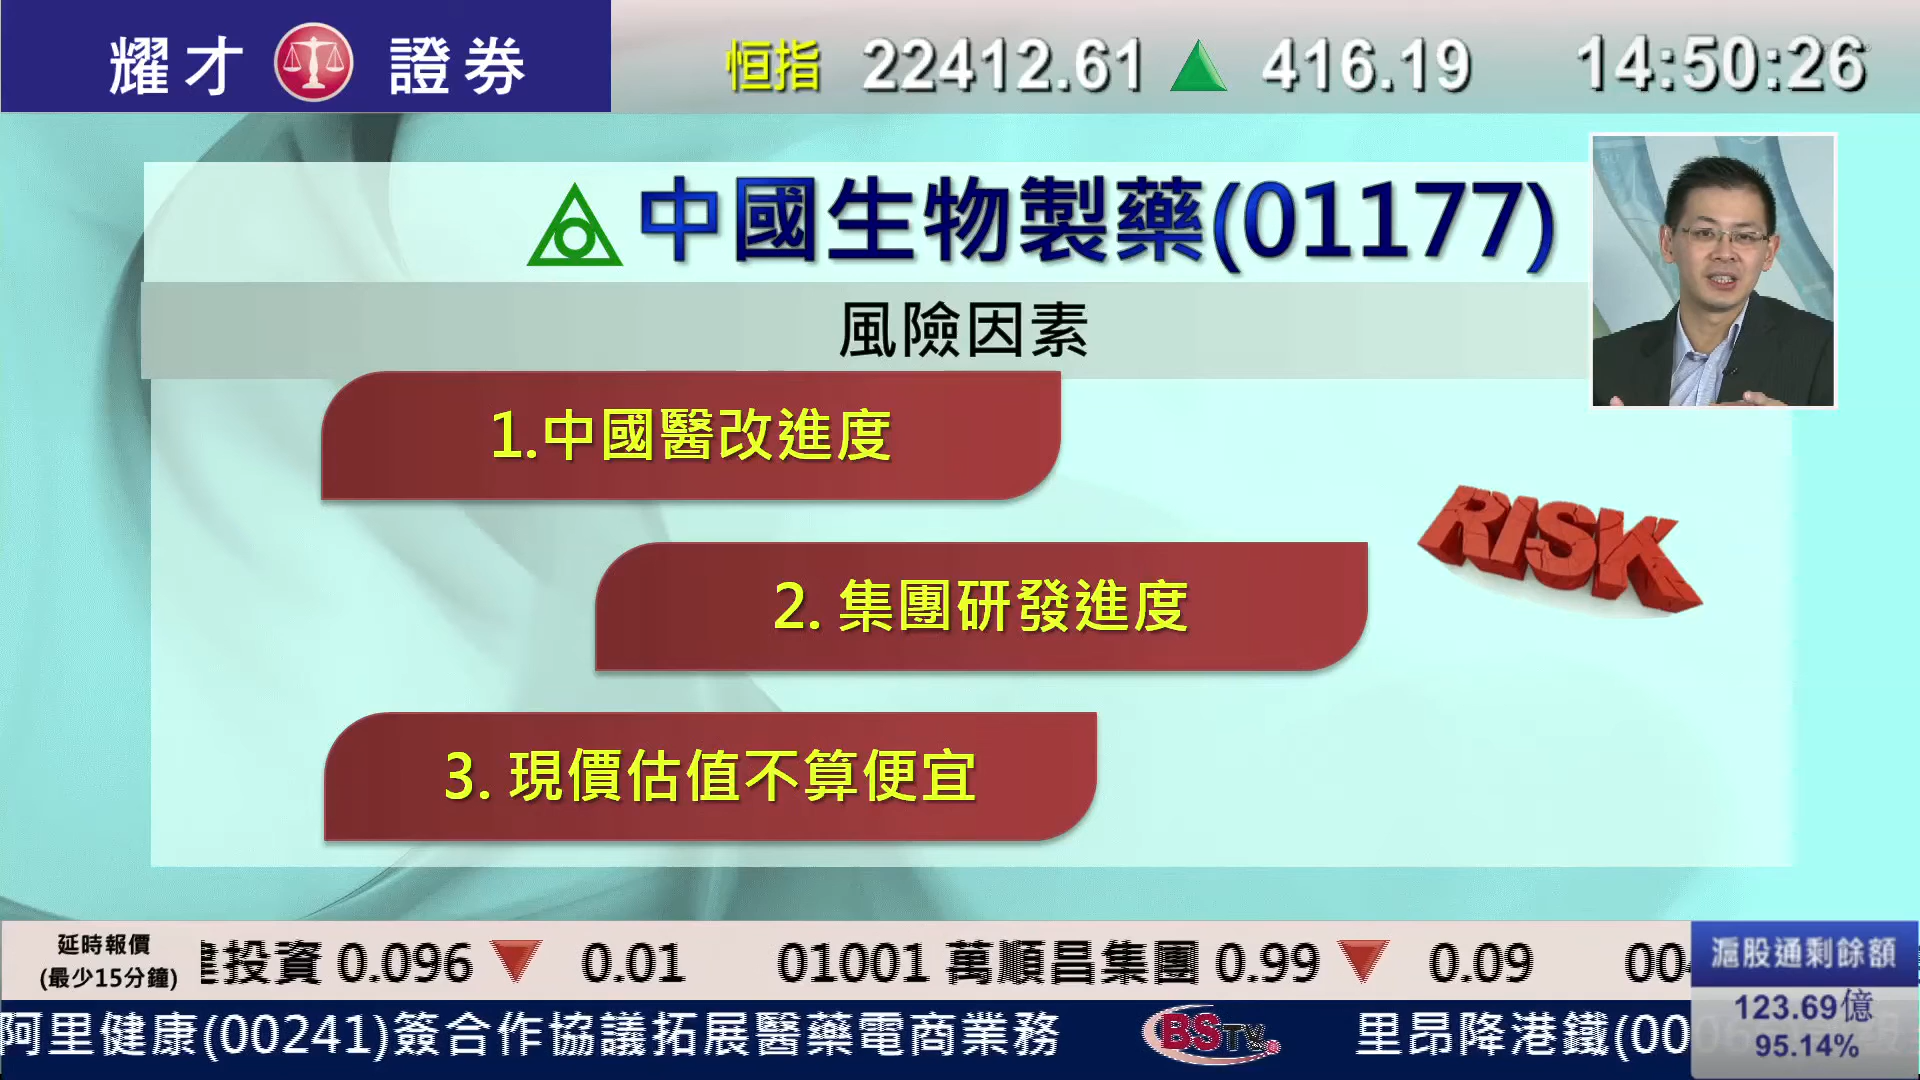 耀才 證券
恒指 22412.61 416.19 14:50:26
中國生物製藥(01177)
風險因素
1.中國醫改進度
2. 集團研發進度
RISK
3. 現價估值不算便宜
延時報價
(最少15分鐘)
投資 0.096 0.01 01001 萬順昌集團 0.99 0.09 00
滬股通剩餘額
123.69億
95.14%
阿里健康(00241)簽合作協議拓展醫藥電商業務 BSTV 里昂降港鐵(00